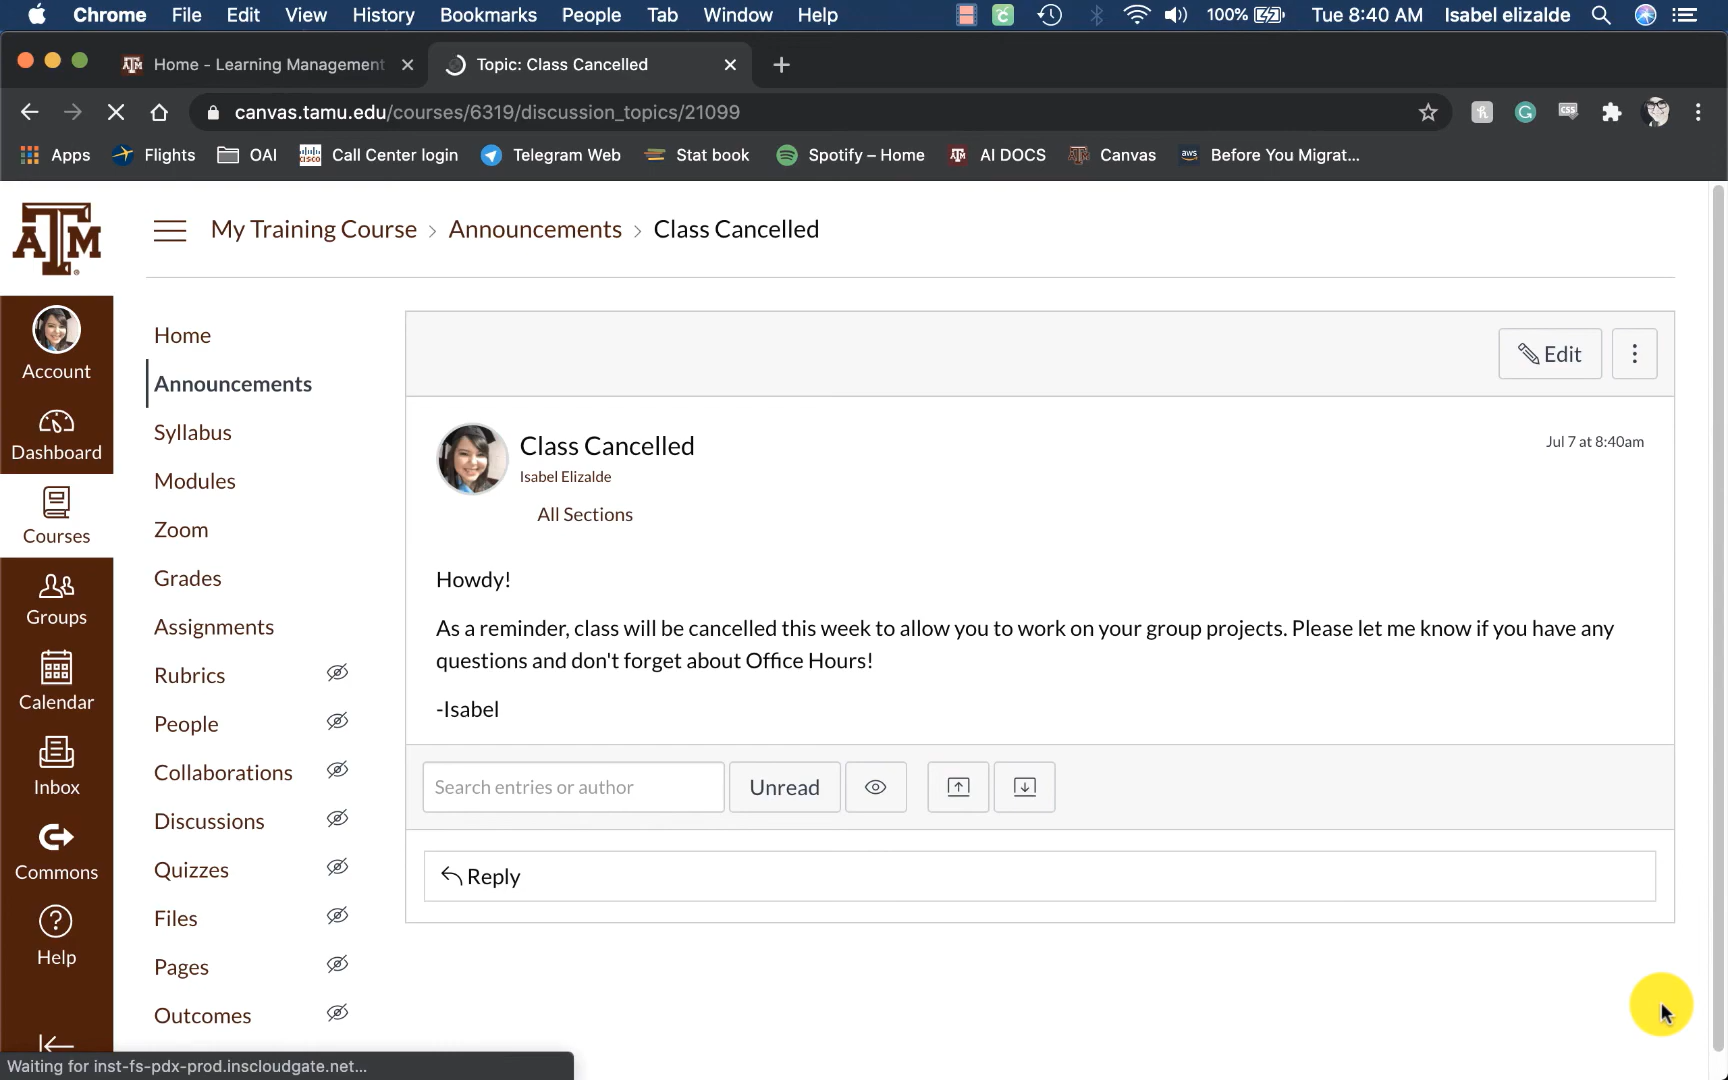 Chrome File Edit View History Bookmarks People Tab Window Help 100% Tue 8:40 AM Isabel elizalde
Home - Learning Management Topic: Class Cancelled
canvas.tamu.edu/courses/6319/discussion_topics/21099
Apps Flights OAI Call Center login Telegram Web Stat book Spotify – Home AI DOCS Canvas Before You Migrat...
My Training Course > Announcements > Class Cancelled
Account
Dashboard
Courses
Groups
Calendar
Inbox
Commons
Help
Home
Announcements
Syllabus
Modules
Zoom
Grades
Assignments
Rubrics
People
Collaborations
Discussions
Quizzes
Files
Pages
Outcomes
Edit
Class Cancelled
Jul 7 at 8:40am
Isabel Elizalde
All Sections
Howdy!
As a reminder, class will be cancelled this week to allow you to work on your group projects. Please let me know if you have any
questions and don't forget about Office Hours!
-Isabel
Search entries or author Unread
Reply
Waiting for inst-fs-pdx-prod.inscloudgate.net...